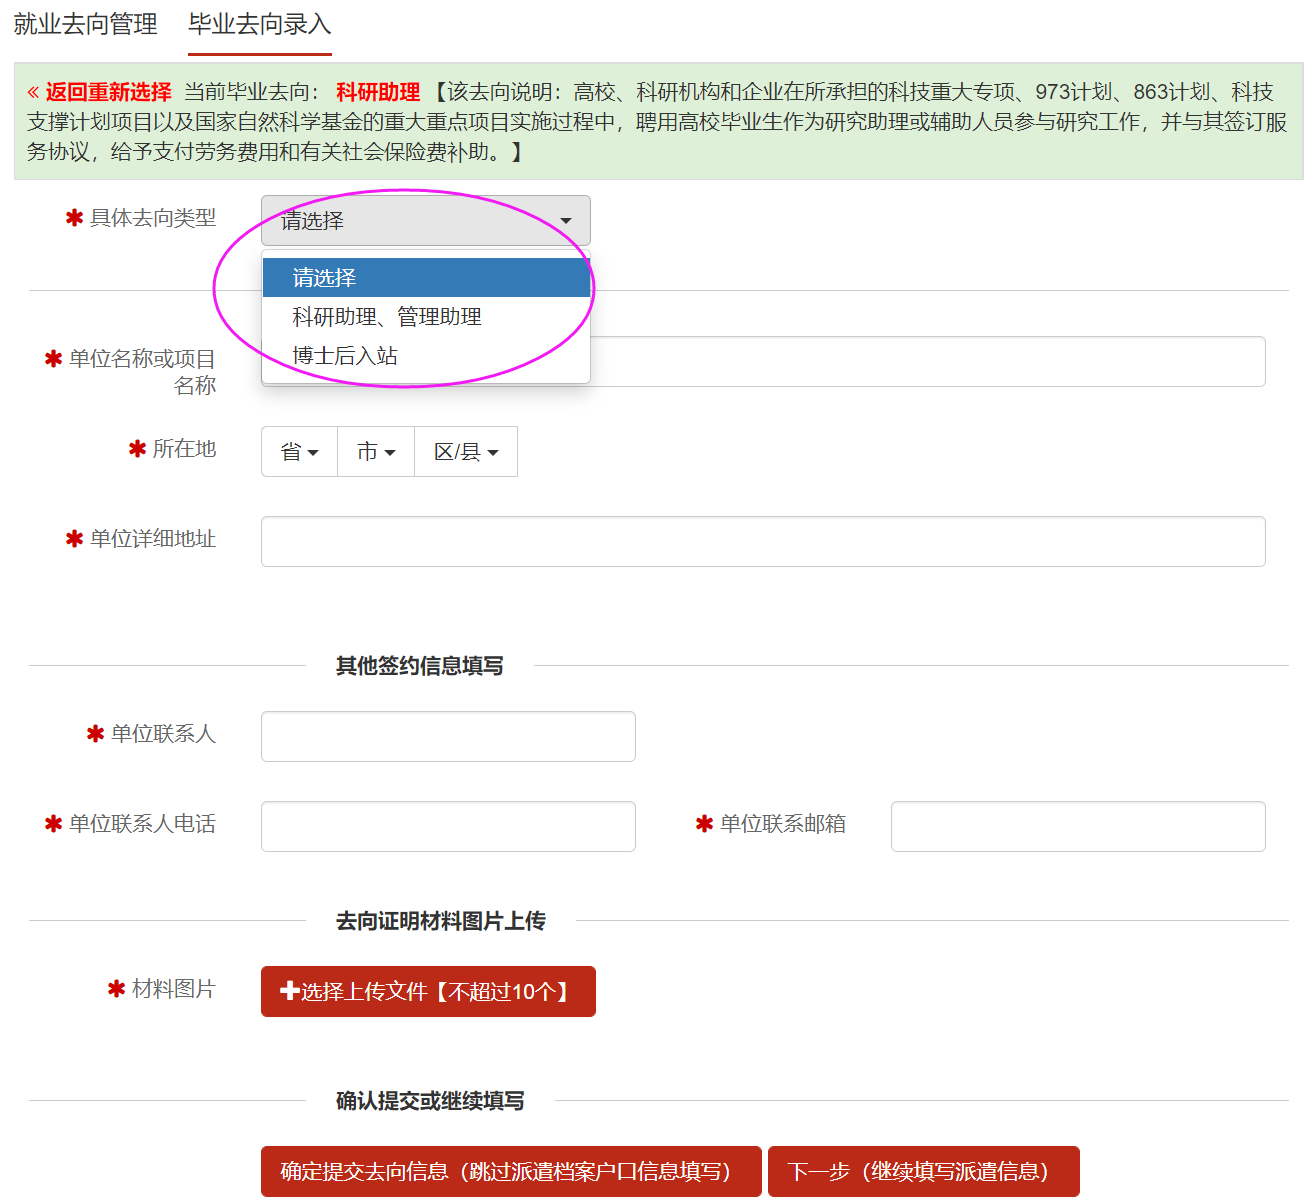 就业去向管理 毕业去向录入
« 返回重新选择 当前毕业去向： 科研助理 【该去向说明：高校、科研机构和企业在所承担的科技重大专项、973计划、863计划、科技
支撑计划项目以及国家自然科学基金的重大重点项目实施过程中，聘用高校毕业生作为研究助理或辅助人员参与研究工作，并与其签订服
务协议，给予支付劳务费用和有关社会保险费补助。】
✱ 具体去向类型 请选择
请选择
科研助理、管理助理
博士后入站
✱ 单位名称或项目
名称
✱ 所在地 省 市 区/县
✱ 单位详细地址
其他签约信息填写
✱ 单位联系人
✱ 单位联系人电话 ✱ 单位联系邮箱
去向证明材料图片上传
✱ 材料图片 ✚选择上传文件【不超过10个】
确认提交或继续填写
确定提交去向信息（跳过派遣档案户口信息填写） 下一步（继续填写派遣信息）